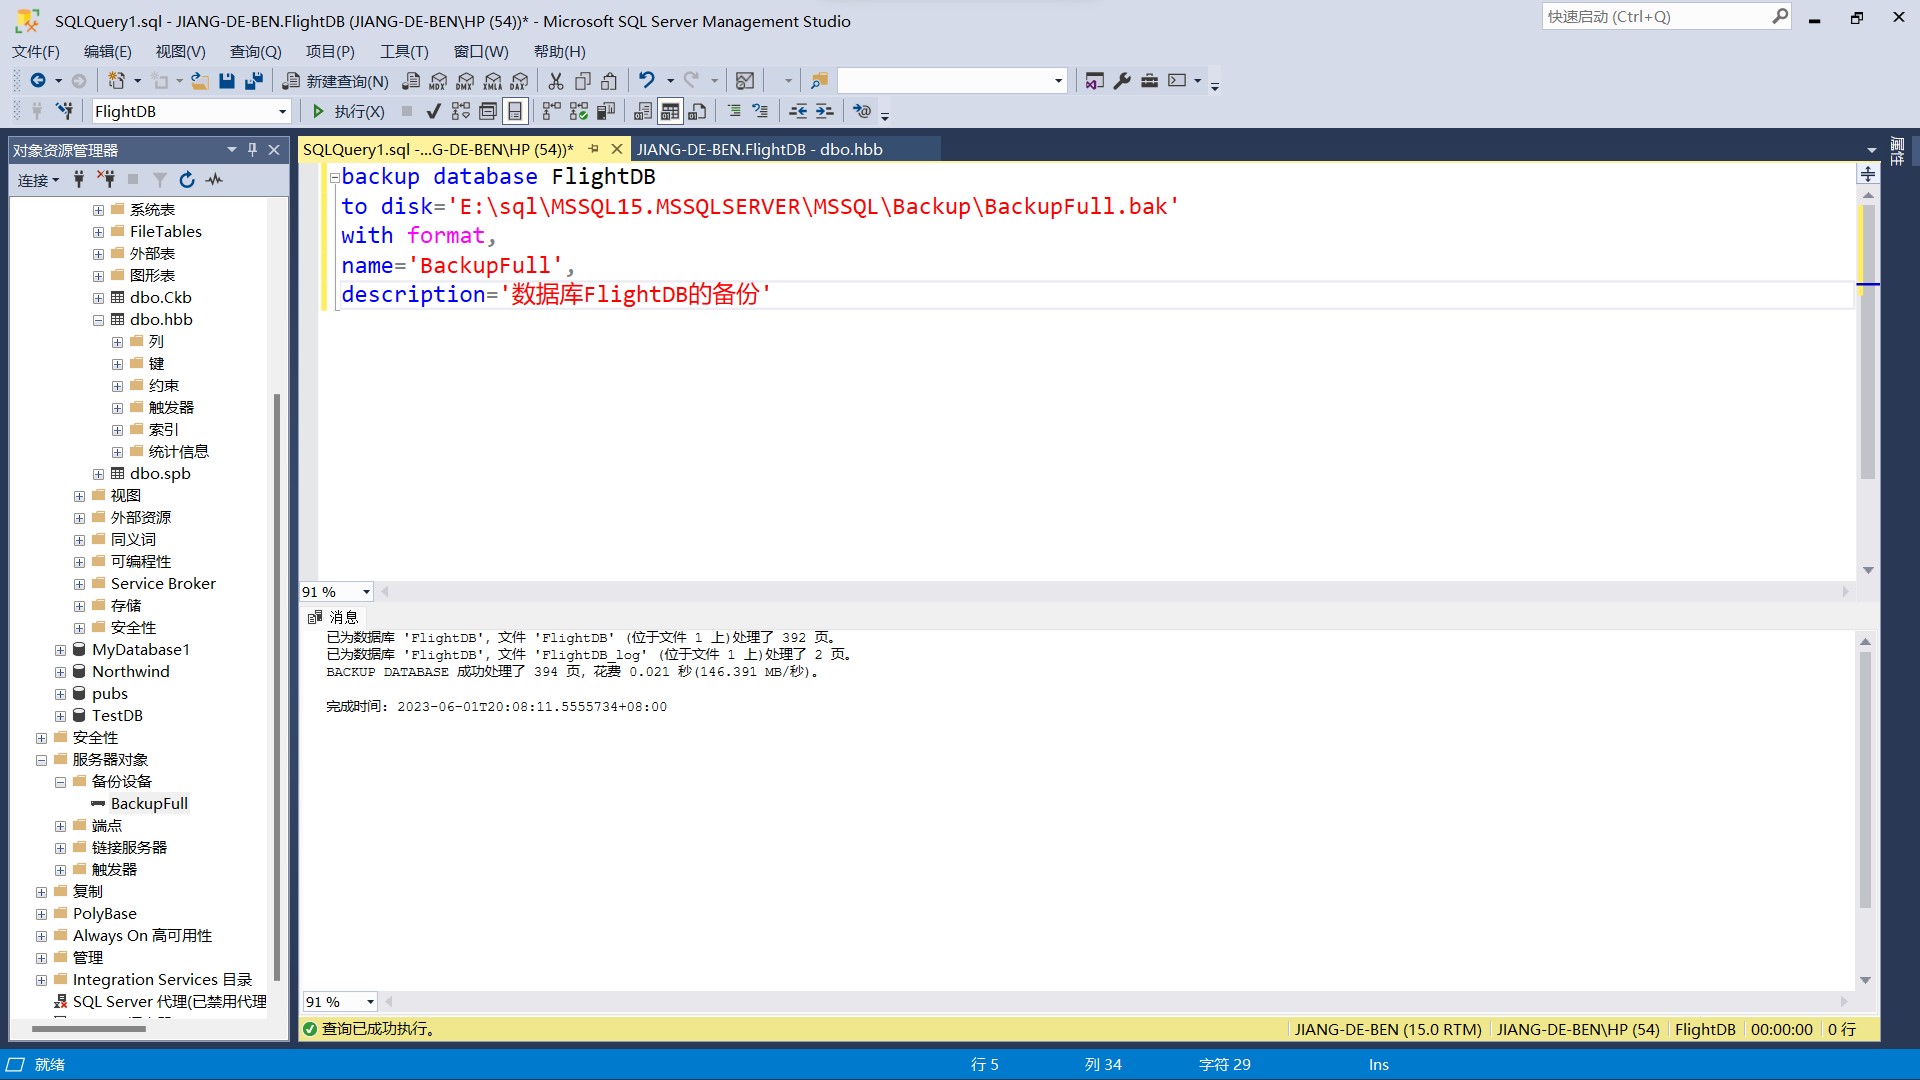 SQLQuery1.sql - JIANG-DE-BEN.FlightDB (JIANG-DE-BEN\HP (54))* - Microsoft SQL Server Management Studio
快速启动 (Ctrl+Q)
文件(F) 编辑(E) 视图(V) 查询(Q) 项目(P) 工具(T) 窗口(W) 帮助(H)
新建查询(N) MDX DMX XMLA DAX
FlightDB 执行(X)
对象资源管理器
连接
系统表
FileTables
外部表
图形表
dbo.Ckb
dbo.hbb
列
键
约束
触发器
索引
统计信息
dbo.spb
视图
外部资源
同义词
可编程性
Service Broker
存储
安全性
MyDatabase1
Northwind
pubs
TestDB
安全性
服务器对象
备份设备
BackupFull
端点
链接服务器
触发器
复制
PolyBase
Always On 高可用性
管理
Integration Services 目录
SQL Server 代理(已禁用代理
SQLQuery1.sql -...G-DE-BEN\HP (54))* JIANG-DE-BEN.FlightDB - dbo.hbb
属性
backup database FlightDB
to disk='E:\sql\MSSQL15.MSSQLSERVER\MSSQL\Backup\BackupFull.bak'
with format,
name='BackupFull',
description='数据库FlightDB的备份'
91 %
消息
已为数据库 'FlightDB'，文件 'FlightDB' (位于文件 1 上)处理了 392 页。
已为数据库 'FlightDB'，文件 'FlightDB_log' (位于文件 1 上)处理了 2 页。
BACKUP DATABASE 成功处理了 394 页，花费 0.021 秒(146.391 MB/秒)。
完成时间: 2023-06-01T20:08:11.5555734+08:00
91 %
查询已成功执行。 JIANG-DE-BEN (15.0 RTM) JIANG-DE-BEN\HP (54) FlightDB 00:00:00 0 行
就绪 行 5 列 34 字符 29 Ins